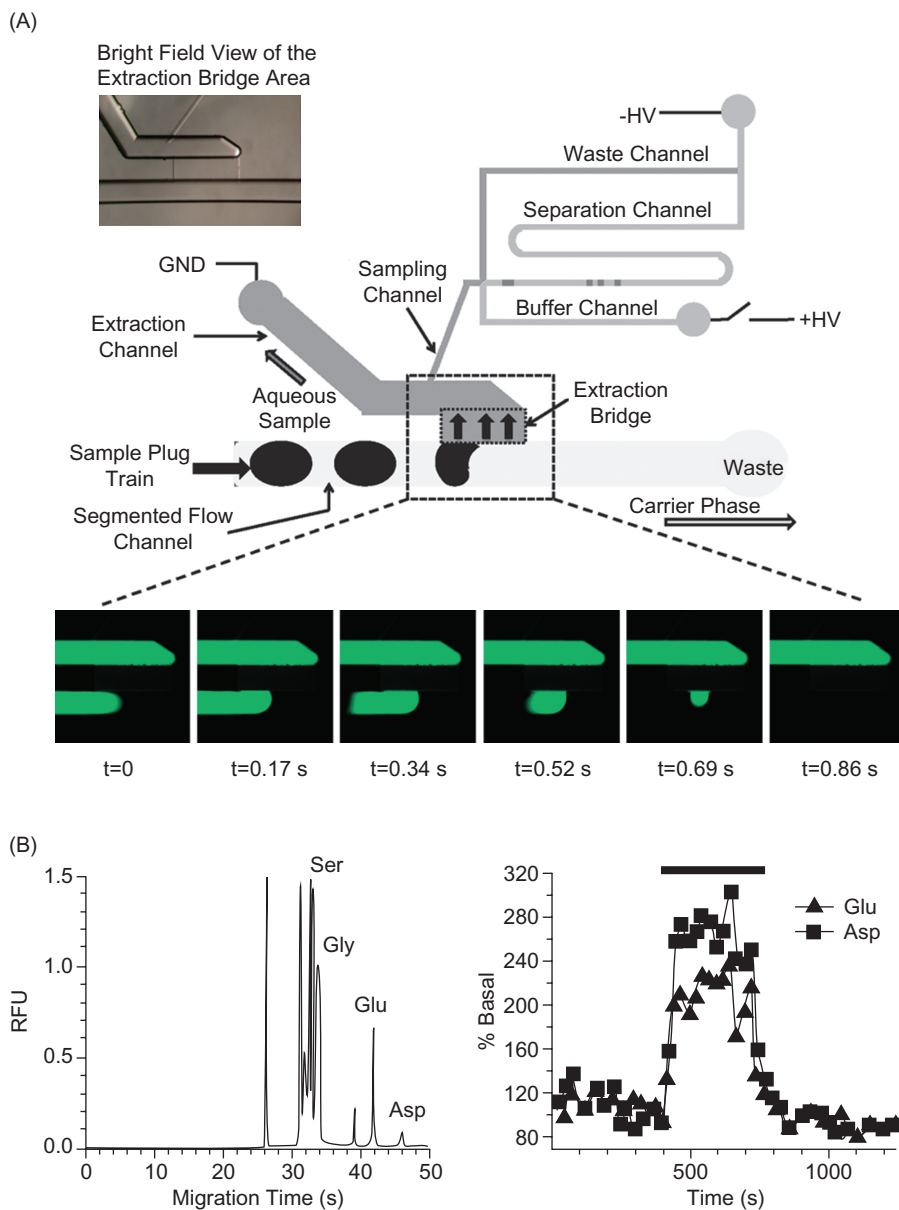 (A)
Bright Field View of the
Extraction Bridge Area
-HV
Waste Channel
Separation Channel
GND
Sampling
Channel
Buffer Channel
+HV
Extraction
Channel
Aqueous
Sample
Extraction
Bridge
Sample Plug
Train
Waste
Segmented Flow
Channel
Carrier Phase
t=0
t=0.17 s
t=0.34 s
t=0.52 s
t=0.69 s
t=0.86 s
(B)
1.5
1.0
0.5
0.0
RFU
Ser
Gly
Glu
Asp
0
10
20
30
40
50
Migration Time (s)
320
280
240
200
160
120
80
% Basal
Glu
Asp
500
1000
Time (s)